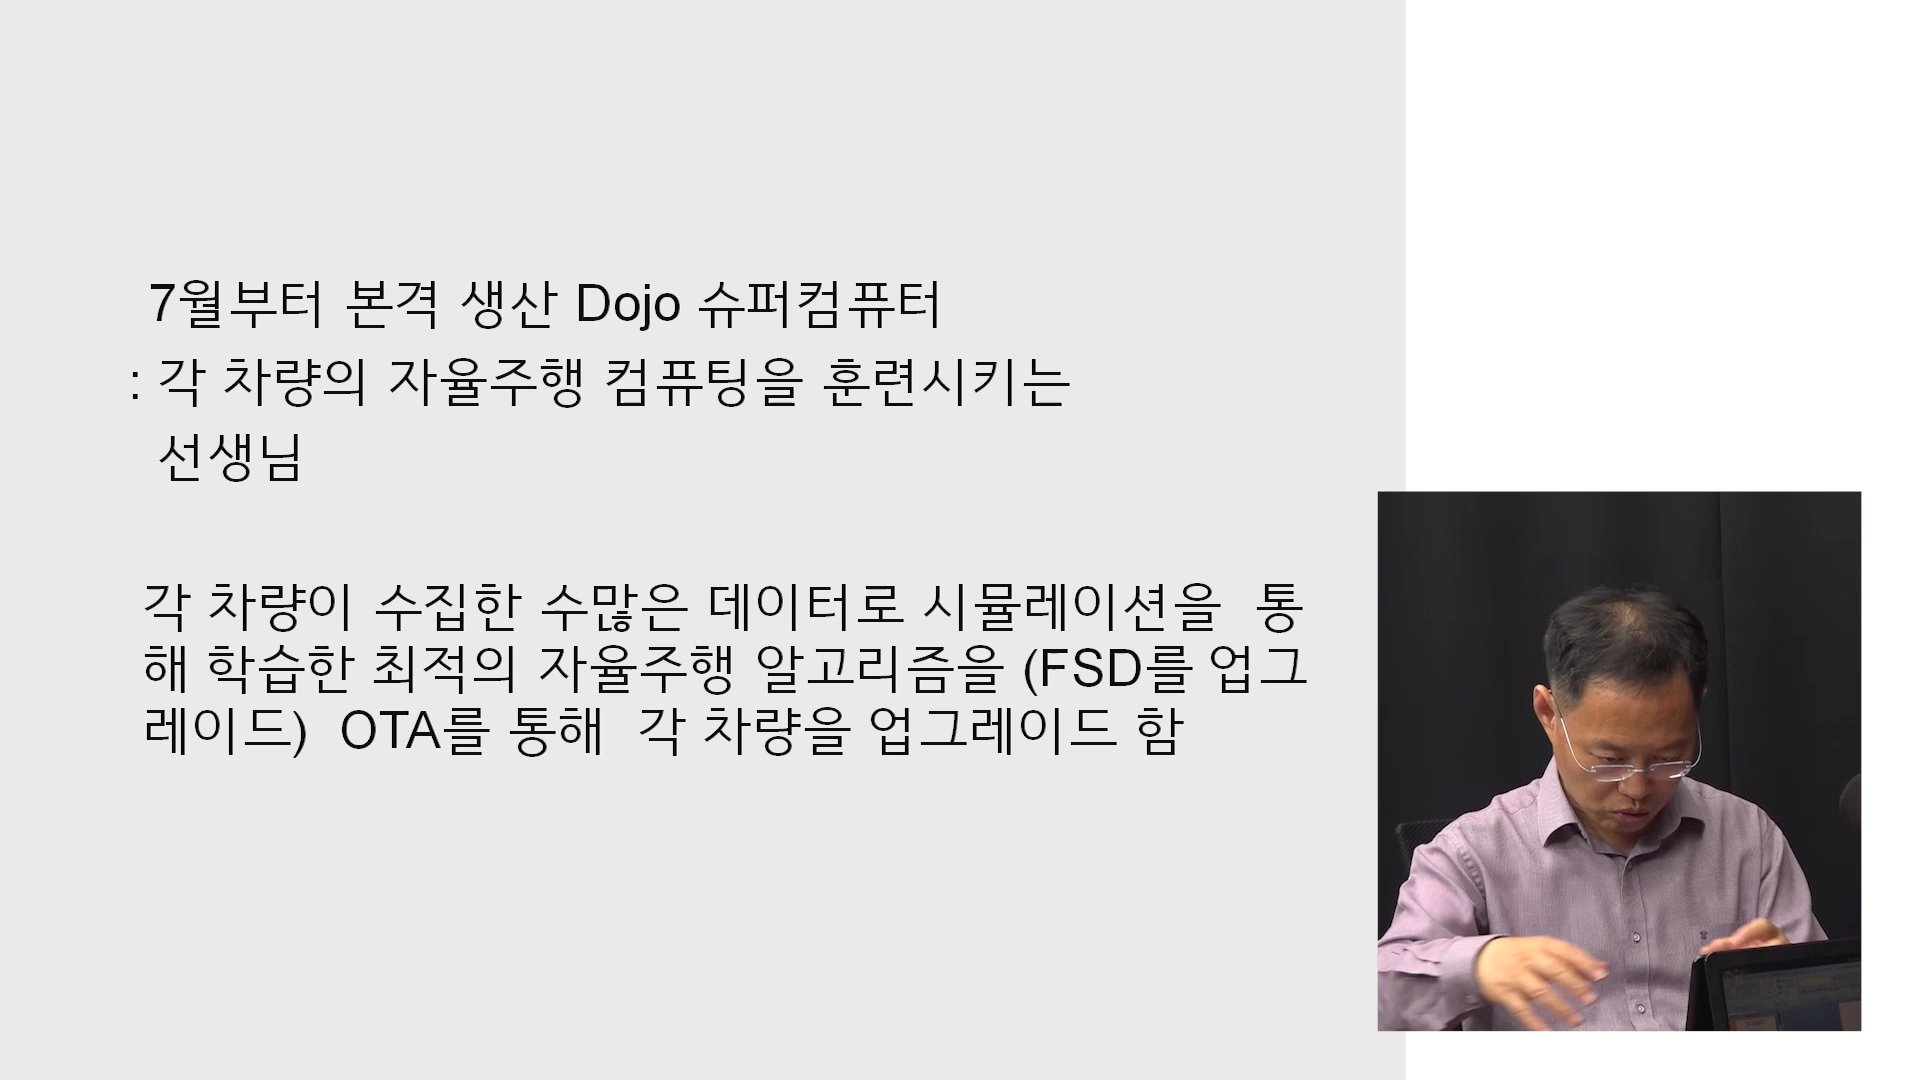 7월부터 본격 생산 Dojo 슈퍼컴퓨터
: 각 차량의 자율주행 컴퓨팅을 훈련시키는
선생님
각 차량이 수집한 수많은 데이터로 시뮬레이션을 통
해 학습한 최적의 자율주행 알고리즘을 (FSD를 업그
레이드) OTA를 통해 각 차량을 업그레이드 함